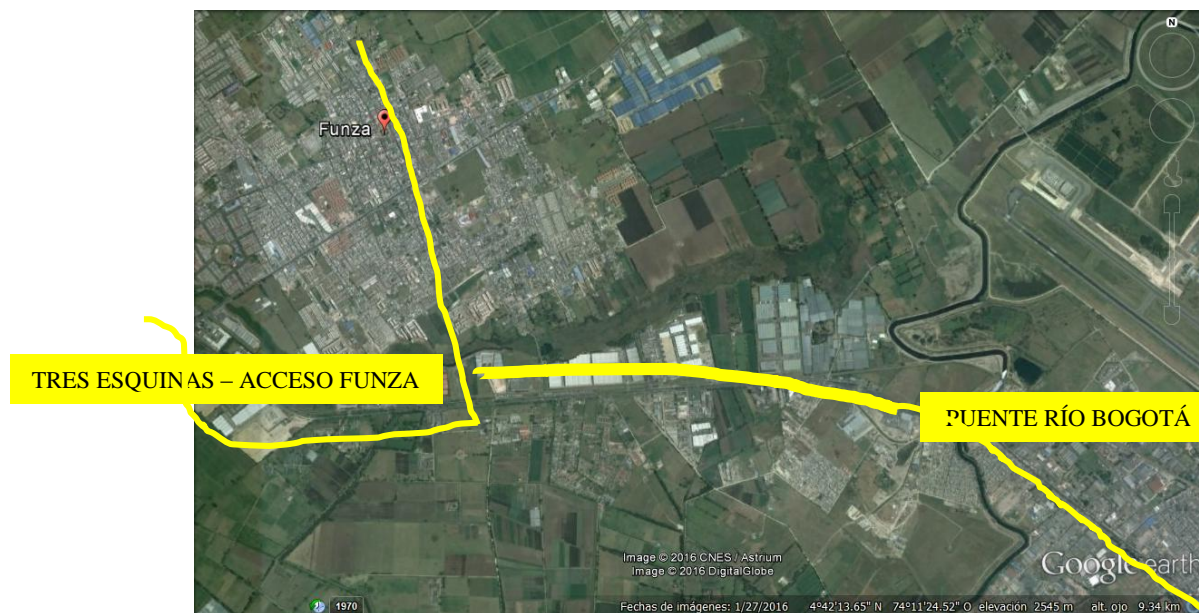 N
Funza
TRES ESQUINAS – ACCESO FUNZA
PUENTE RÍO BOGOTÁ
Image © 2016 CNES / Astrium
Image © 2016 DigitalGlobe
Google earth
1970
Fechas de imágenes: 1/27/2016 4°42'13.65" N 74°11'24.52" O elevación 2545 m alt. ojo 9.34 km